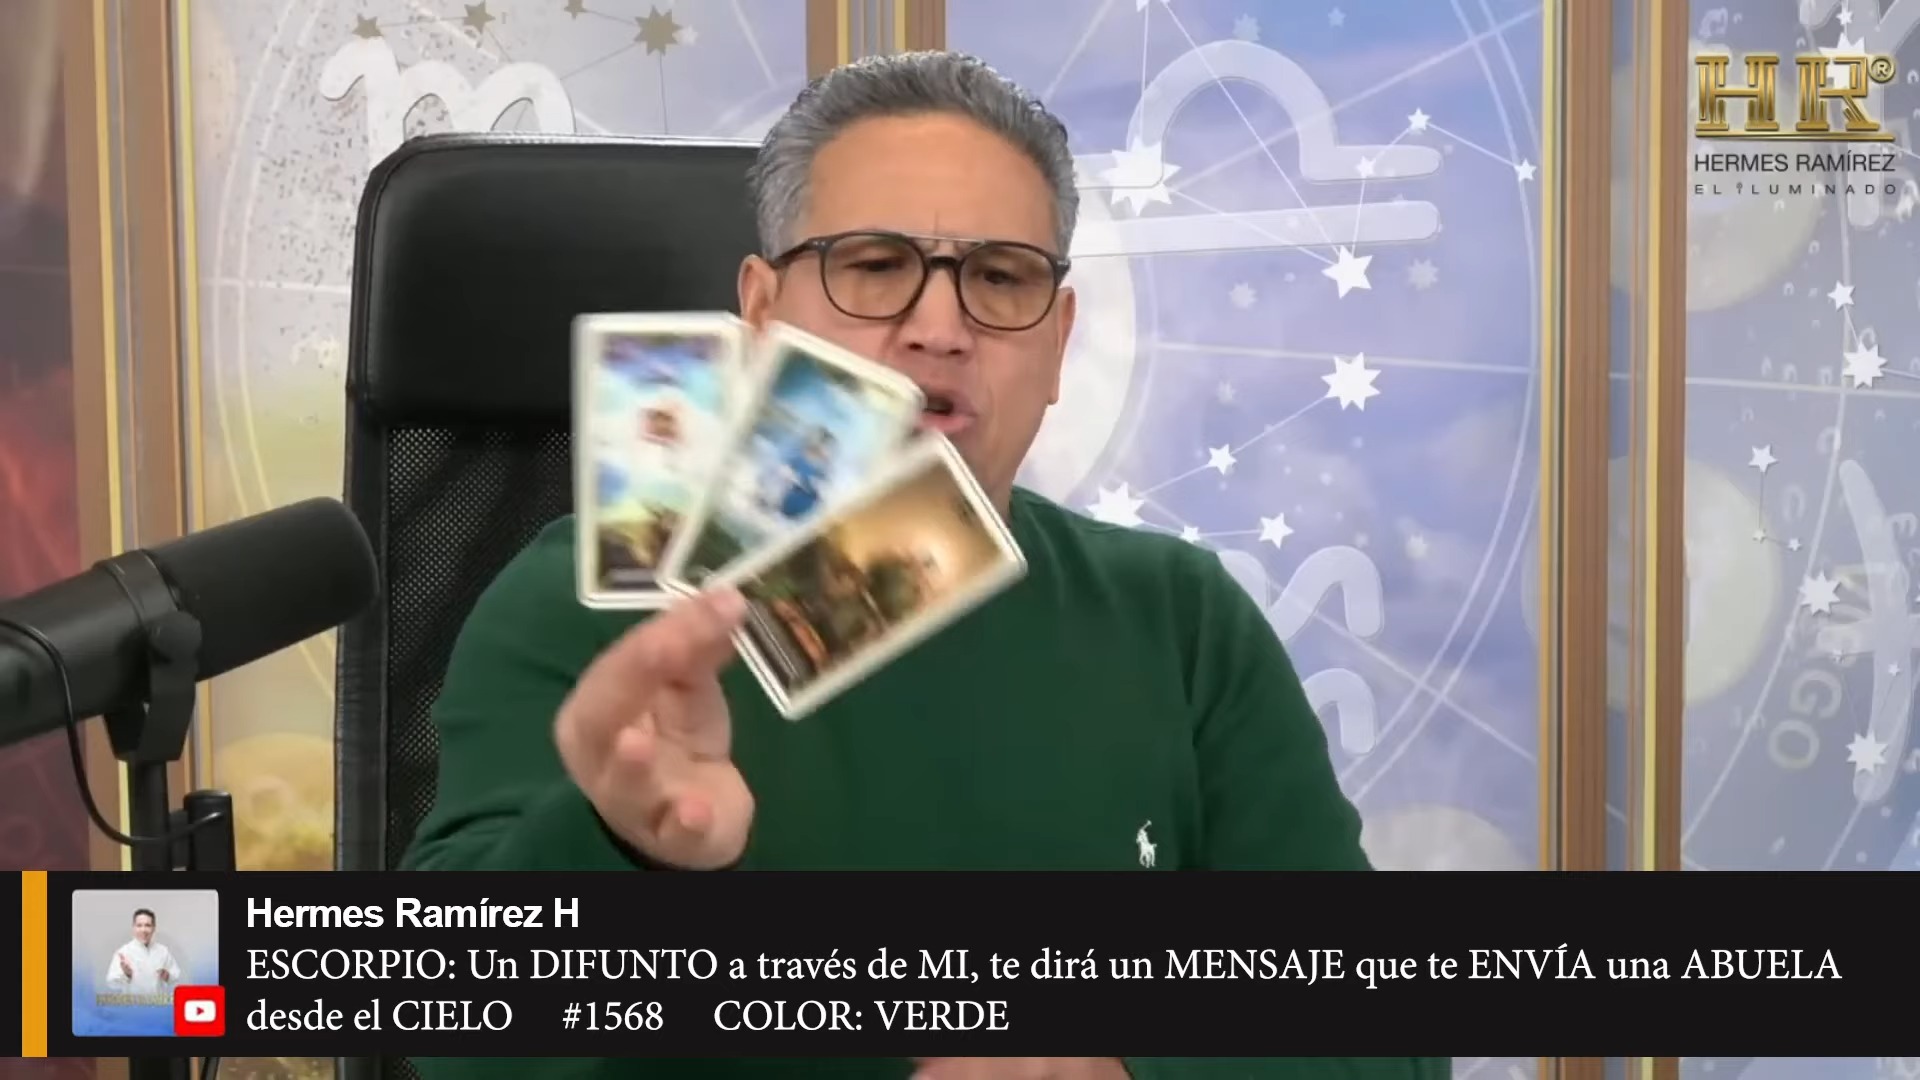 HR®
HERMES RAMÍREZ
EL ILUMINADO
Hermes Ramírez H
ESCORPIO: Un DIFUNTO a través de MI, te dirá un MENSAJE que te ENVÍA una ABUELA
desde el CIELO #1568 COLOR: VERDE